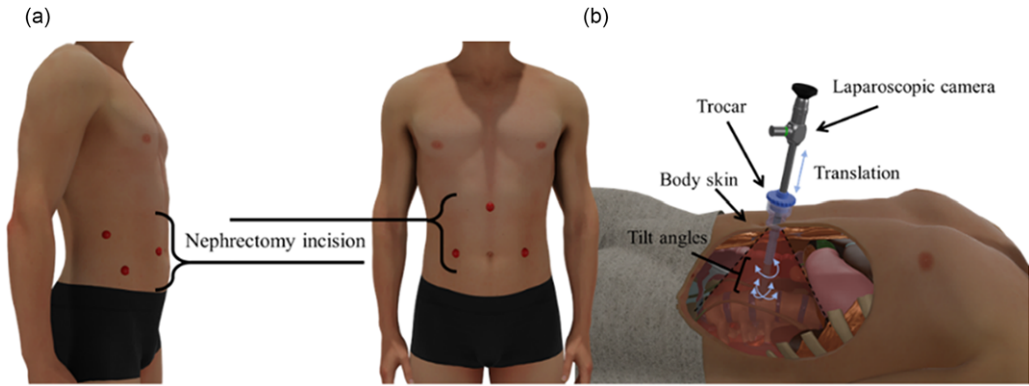 (a)
(b)
Nephrectomy incision
Laparoscopic camera
Trocar
Translation
Body skin
Tilt angles